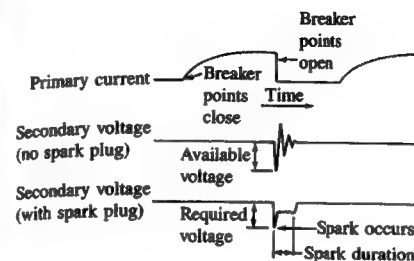 Breaker
points
open
Primary current
Breaker
points
close
Time
Secondary voltage
(no spark plug)
Available
voltage
Secondary voltage
(with spark plug)
Required
voltage
Spark occurs
Spark duration